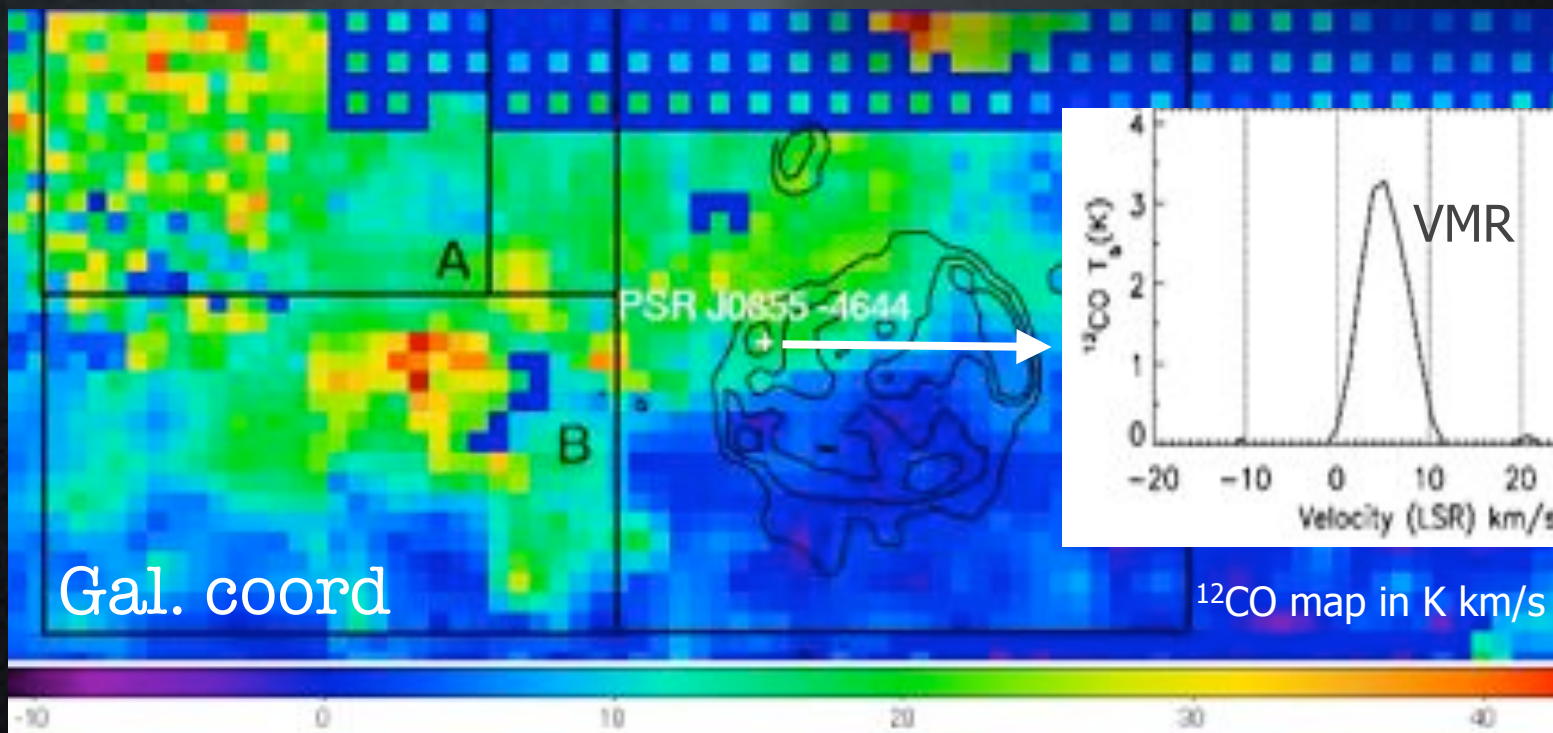 A
PSR J0855-4644
B
Gal. coord
4
3
2
1
0
¹²CO Tb (K)
VMR
-20 -10 0 10 20
Velocity (LSR) km/s
¹²CO map in K km/s
-10 0 10 20 30 40